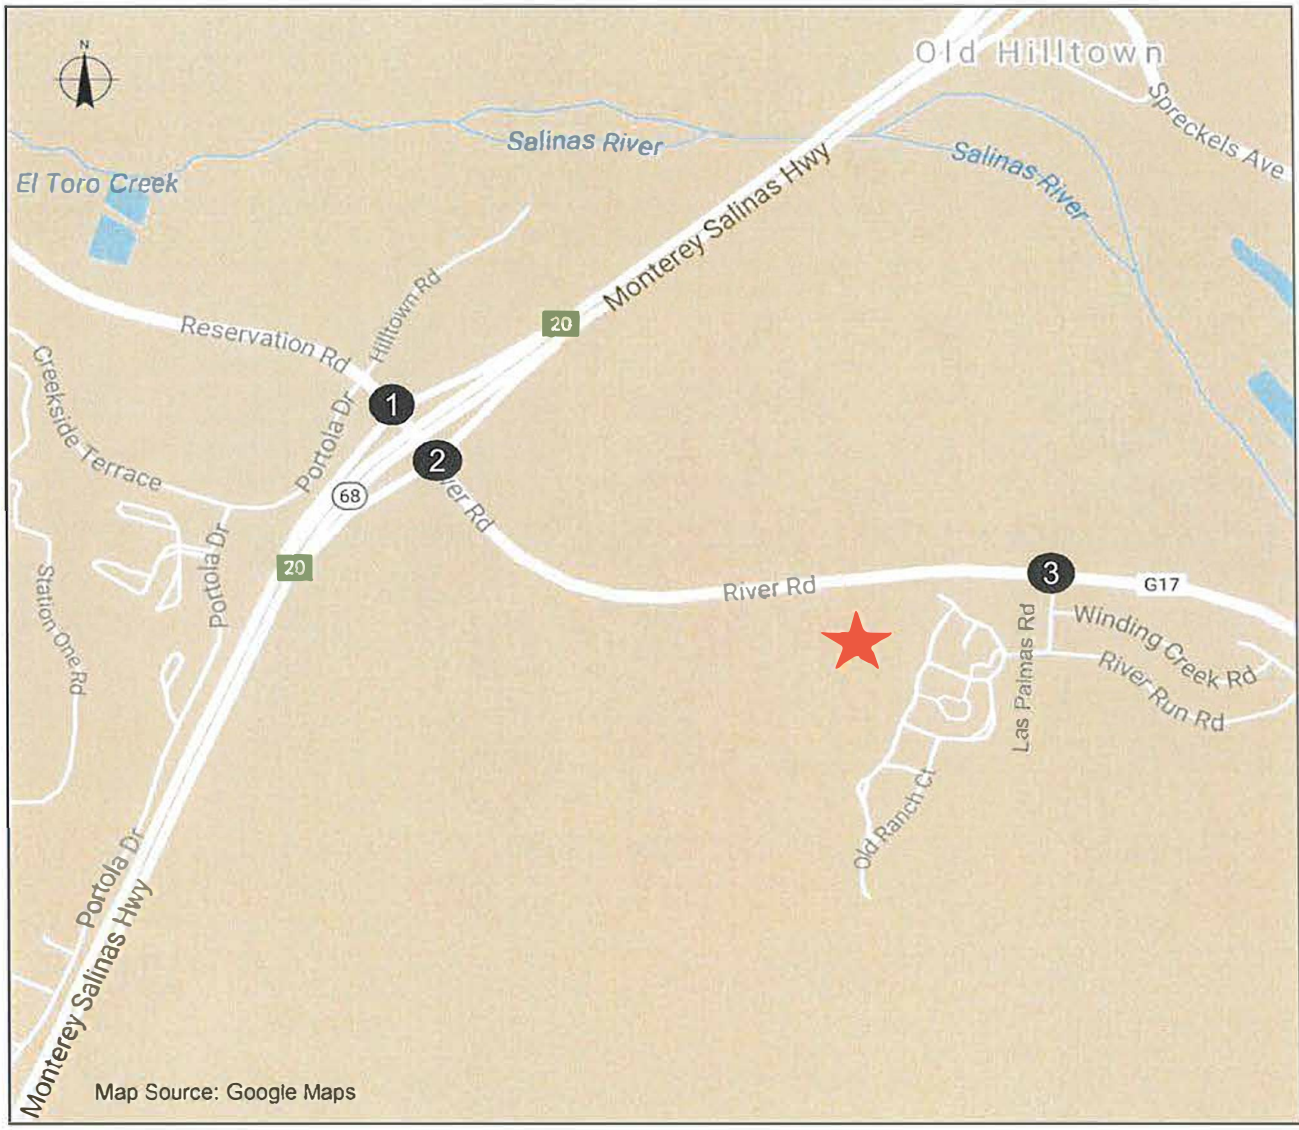 Old Hilltown
N
Spreckels Ave
Salinas River
Salinas River
El Toro Creek
Monterey Salinas Hwy
Hilltown Rd
Reservation Rd
20
Creekside Terrace
Portola Dr
1
2
68
River Rd
20
Portola Dr
Station One Rd
River Rd
3
G17
Winding Creek Rd
Las Palmas Rd
River Run Rd
Old Ranch Ct
Portola Dr
Monterey Salinas Hwy
Map Source: Google Maps